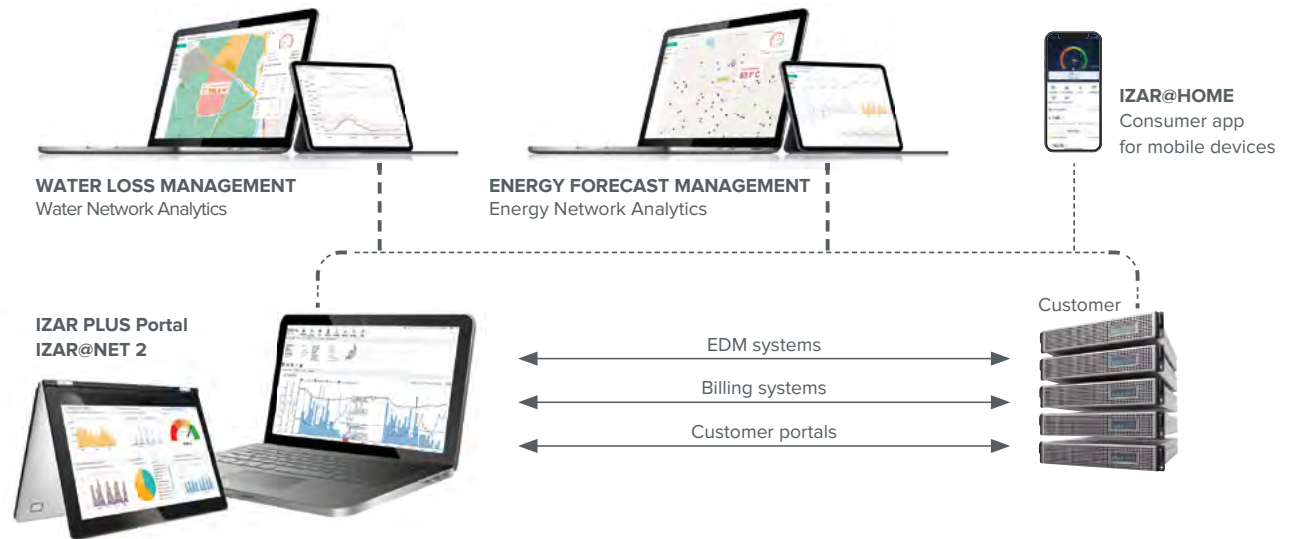 IZAR@HOME
Consumer app
for mobile devices
WATER LOSS MANAGEMENT
Water Network Analytics
ENERGY FORECAST MANAGEMENT
Energy Network Analytics
IZAR PLUS Portal
IZAR@NET 2
Customer
EDM systems
Billing systems
Customer portals